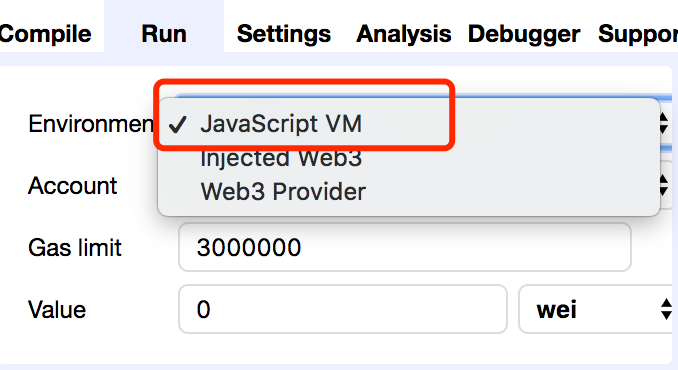 Compile Run Settings Analysis Debugger Suppor
Environmen
✓ JavaScript VM
Injected Web3
Web3 Provider
Account
Gas limit 3000000
Value 0 wei